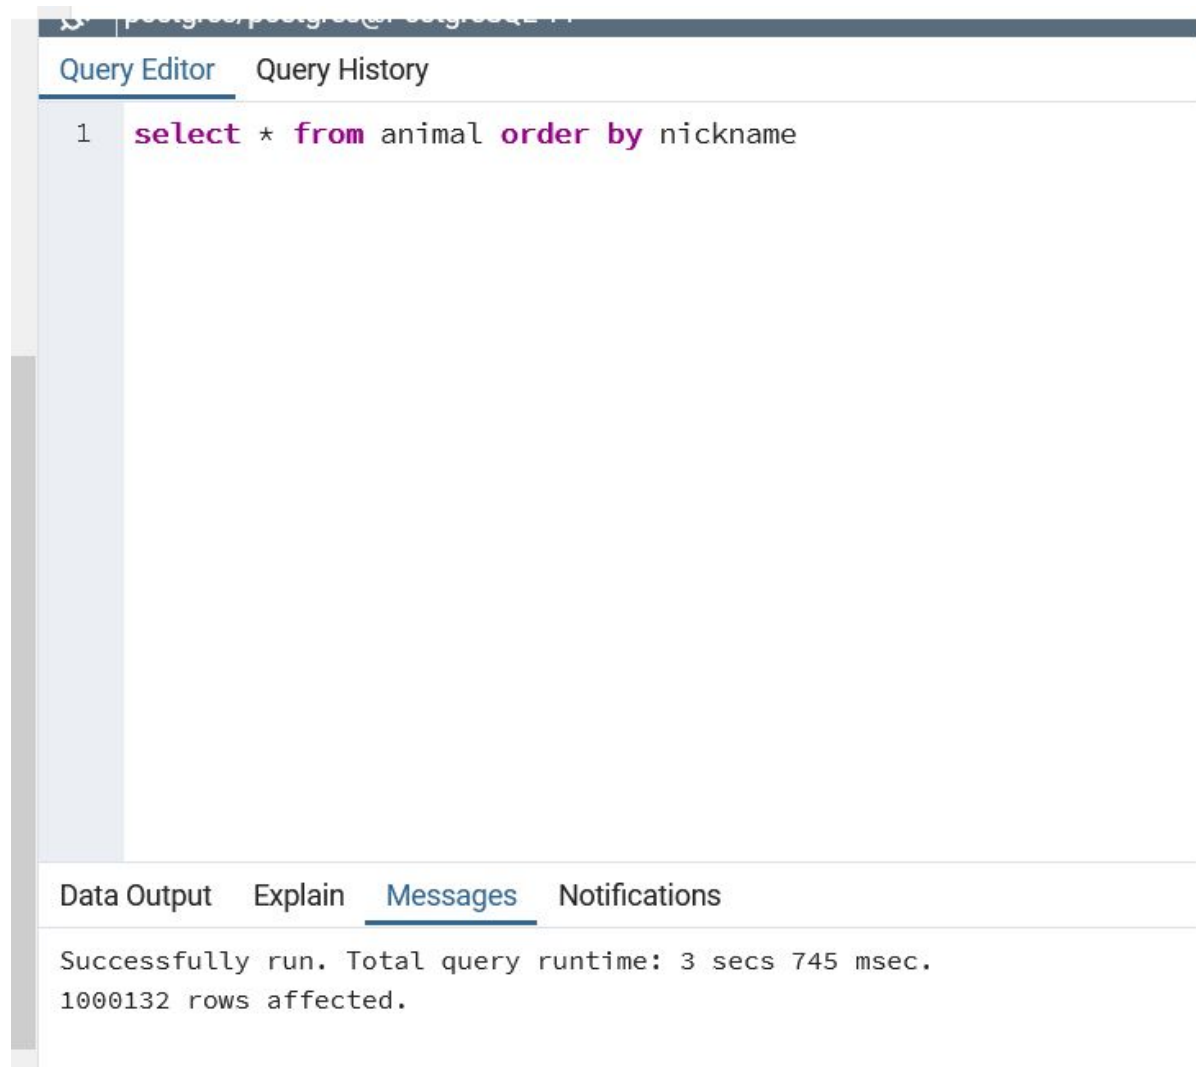 Query Editor Query History
1 select * from animal order by nickname
Data Output Explain Messages Notifications
Successfully run. Total query runtime: 3 secs 745 msec.
1000132 rows affected.